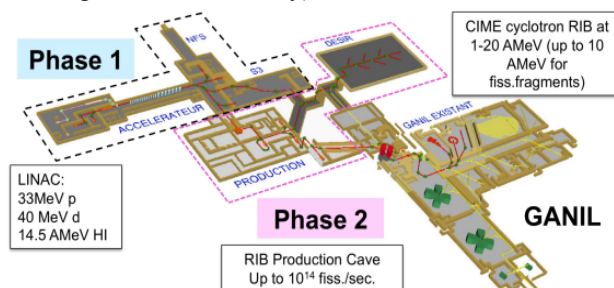 Phase 1
NFS
S3
ACCELERATEUR
DESIR
CIME cyclotron RIB at
1-20 AMeV (up to 10
AMeV for
fiss.fragments)
GANIL EXISTANT
PRODUCTION
LINAC:
33MeV p
40 MeV d
14.5 AMeV HI
Phase 2
GANIL
RIB Production Cave
Up to 10¹⁴ fiss./sec.